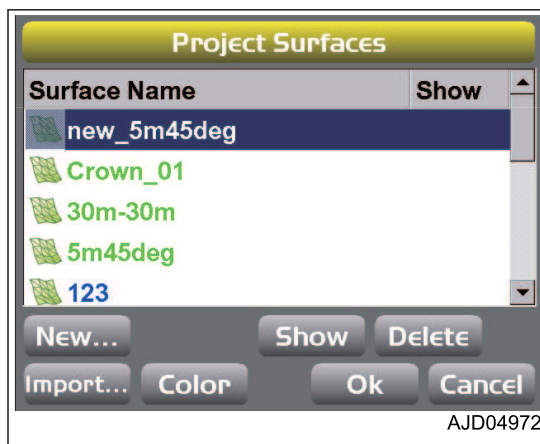 Project Surfaces
Surface Name Show
new_5m45deg
Crown_01
30m-30m
5m45deg
123
New... Show Delete
Import... Color Ok Cancel
AJD04972